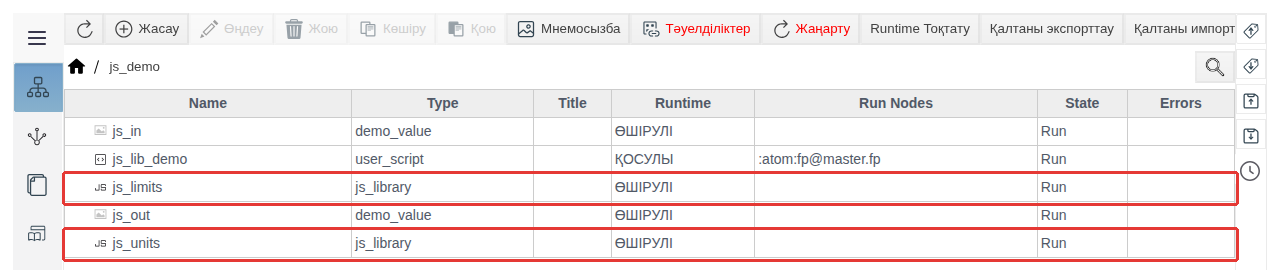 Жасау Өңдеу Жою Көшіру Қою Мнемосызба Тәуелділіктер Жаңарту Runtime Тоқтату Қалтаны экспорттау Қалтаны импорт
/ js_demo
Name Type Title Runtime Run Nodes State Errors
js_in demo_value ӨШІРУЛІ Run
js_lib_demo user_script ҚОСУЛЫ :atom:fp@master.fp Run
JS js_limits js_library ӨШІРУЛІ Run
js_out demo_value ӨШІРУЛІ Run
JS js_units js_library ӨШІРУЛІ Run